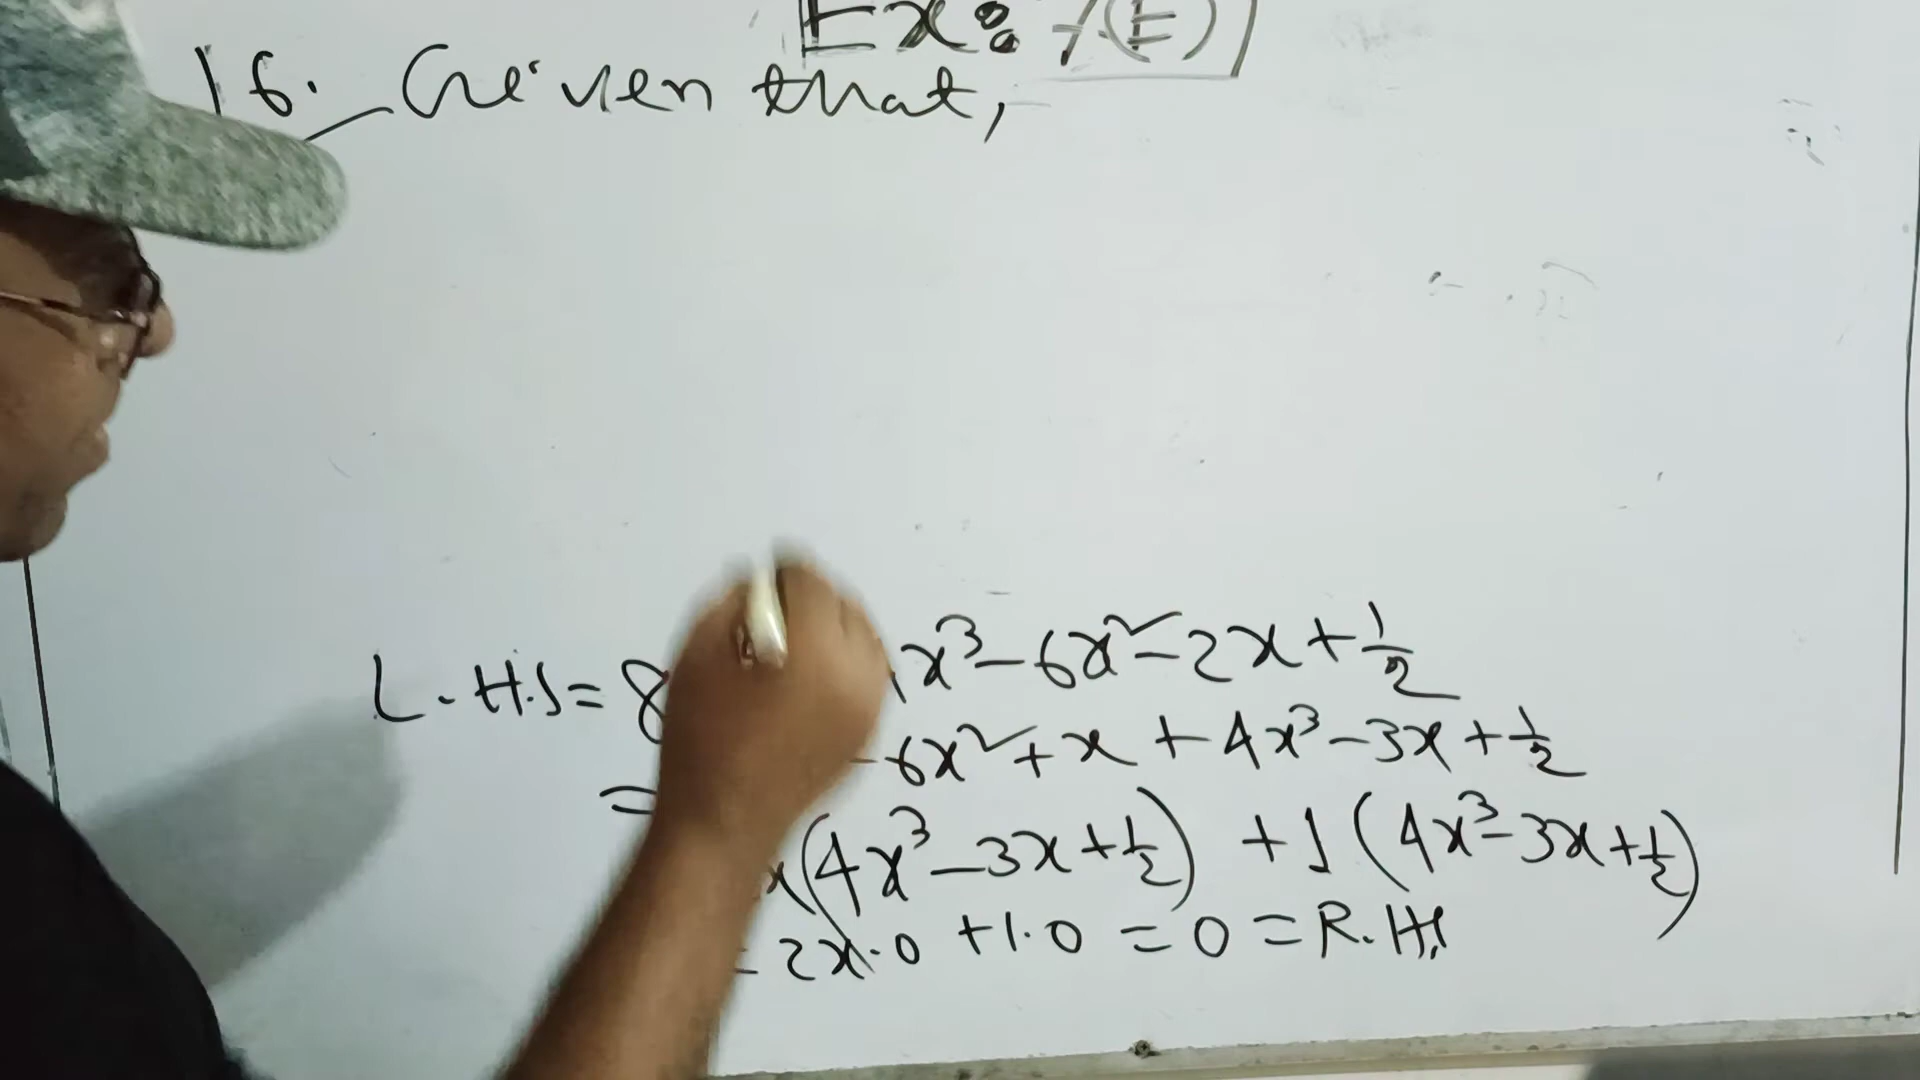 Ex: 7(E)
16. Given that,
L.H.S = 8 x³ - 6x² - 2x + 1/2
= - 6x² + x + 4x³ - 3x + 1/2
x(4x³ - 3x + 1/2) + 1(4x³ - 3x + 1/2)
= 2x·0 + 1·0 = 0 = R.H.S